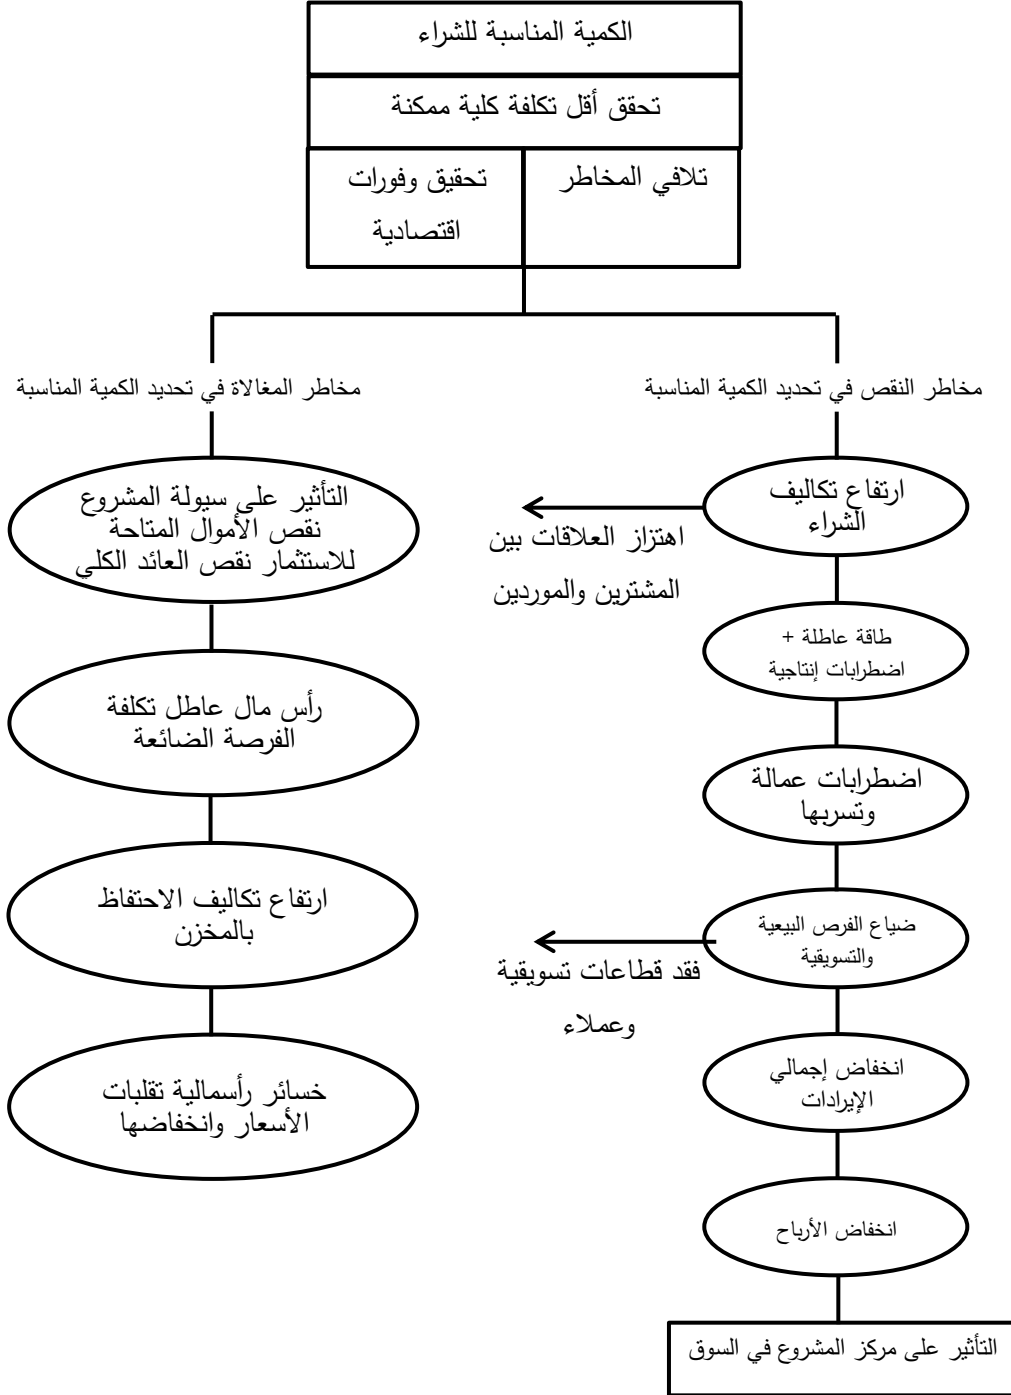 الكمية المناسبة للشراء
تحقق أقل تكلفة كلية ممكنة
تلافي المخاطر
تحقيق وفورات
اقتصادية
مخاطر النقص في تحديد الكمية المناسبة
ارتفاع تكاليف
الشراء
اهتزاز العلاقات بين
المشترين والموردين
طاقة عاطلة +
اضطرابات إنتاجية
اضطرابات عمالة
وتسربها
ضياع الفرص البيعية
والتسويقية
فقد قطاعات تسويقية
وعملاء
انخفاض إجمالي
الإيرادات
انخفاض الأرباح
التأثير على مركز المشروع في السوق
مخاطر المغالاة في تحديد الكمية المناسبة
التأثير على سيولة المشروع
نقص الأموال المتاحة
للاستثمار نقص العائد الكلي
رأس مال عاطل تكلفة
الفرصة الضائعة
ارتفاع تكاليف الاحتفاظ
بالمخزن
خسائر رأسمالية تقلبات
الأسعار وانخفاضها